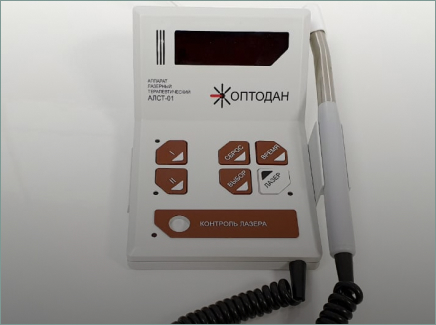 АППАРАТ
ЛАЗЕРНЫЙ
ТЕРАПЕВТИЧЕСКИЙ
АЛСТ-01
ОПТОДАН
I
СБРОС
ВРЕМЯ
II
ВЫБОР
ЛАЗЕР
КОНТРОЛЬ ЛАЗЕРА